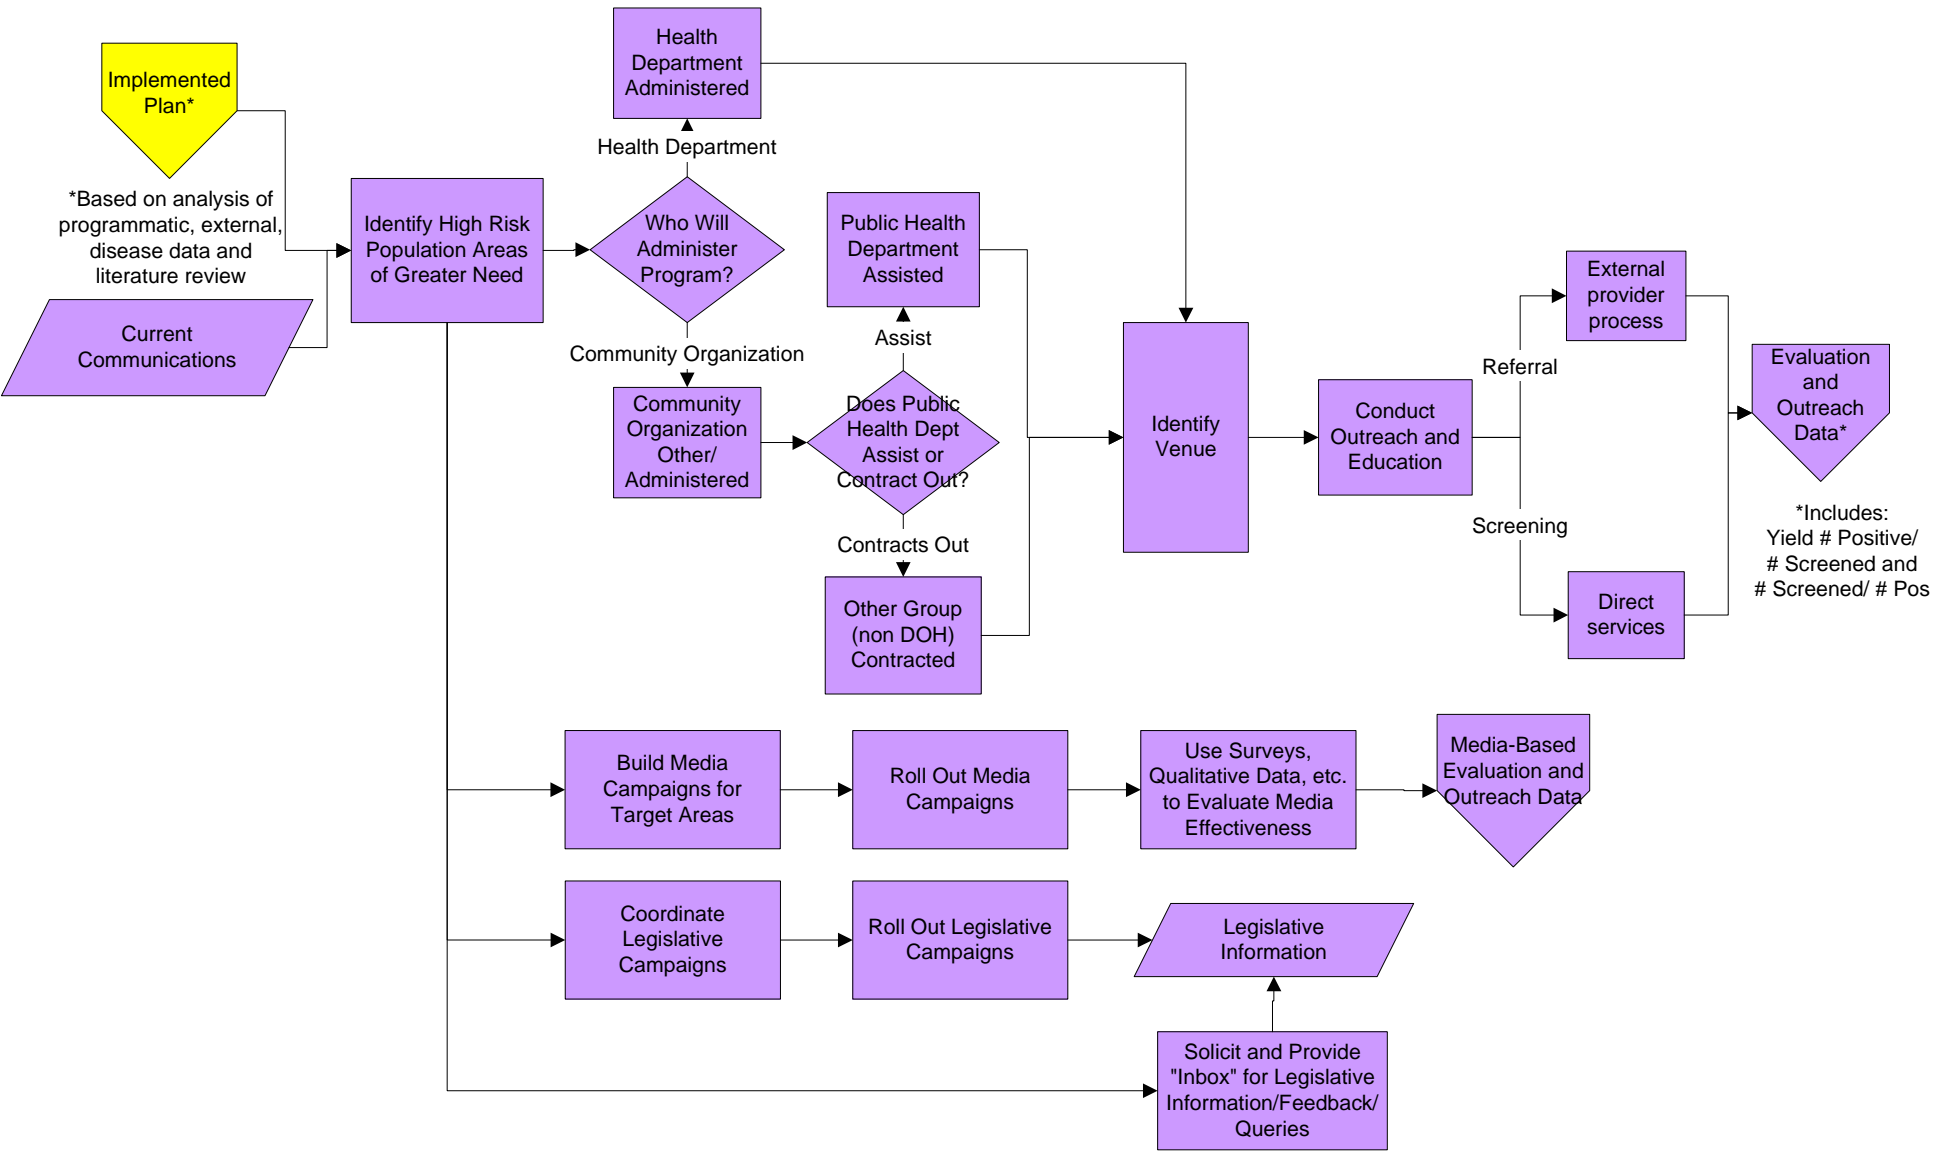 Implemented
Plan*
*Based on analysis of
programmatic, external,
disease data and
literature review
Current
Communications
Identify High Risk
Population Areas
of Greater Need
Who Will
Administer
Program?
Health Department
Health
Department
Administered
Community Organization
Community
Organization
Other/
Administered
Does Public
Health Dept
Assist or
Contract Out?
Assist
Public Health
Department
Assisted
Contracts Out
Other Group
(non DOH)
Contracted
Identify
Venue
Conduct
Outreach and
Education
Referral
External
provider
process
Screening
Direct
services
Evaluation
and
Outreach
Data*
*Includes:
Yield # Positive/
# Screened and
# Screened/ # Pos
Build Media
Campaigns for
Target Areas
Roll Out Media
Campaigns
Use Surveys,
Qualitative Data, etc.
to Evaluate Media
Effectiveness
Media-Based
Evaluation and
Outreach Data
Coordinate
Legislative
Campaigns
Roll Out Legislative
Campaigns
Legislative
Information
Solicit and Provide
"Inbox" for Legislative
Information/Feedback/
Queries